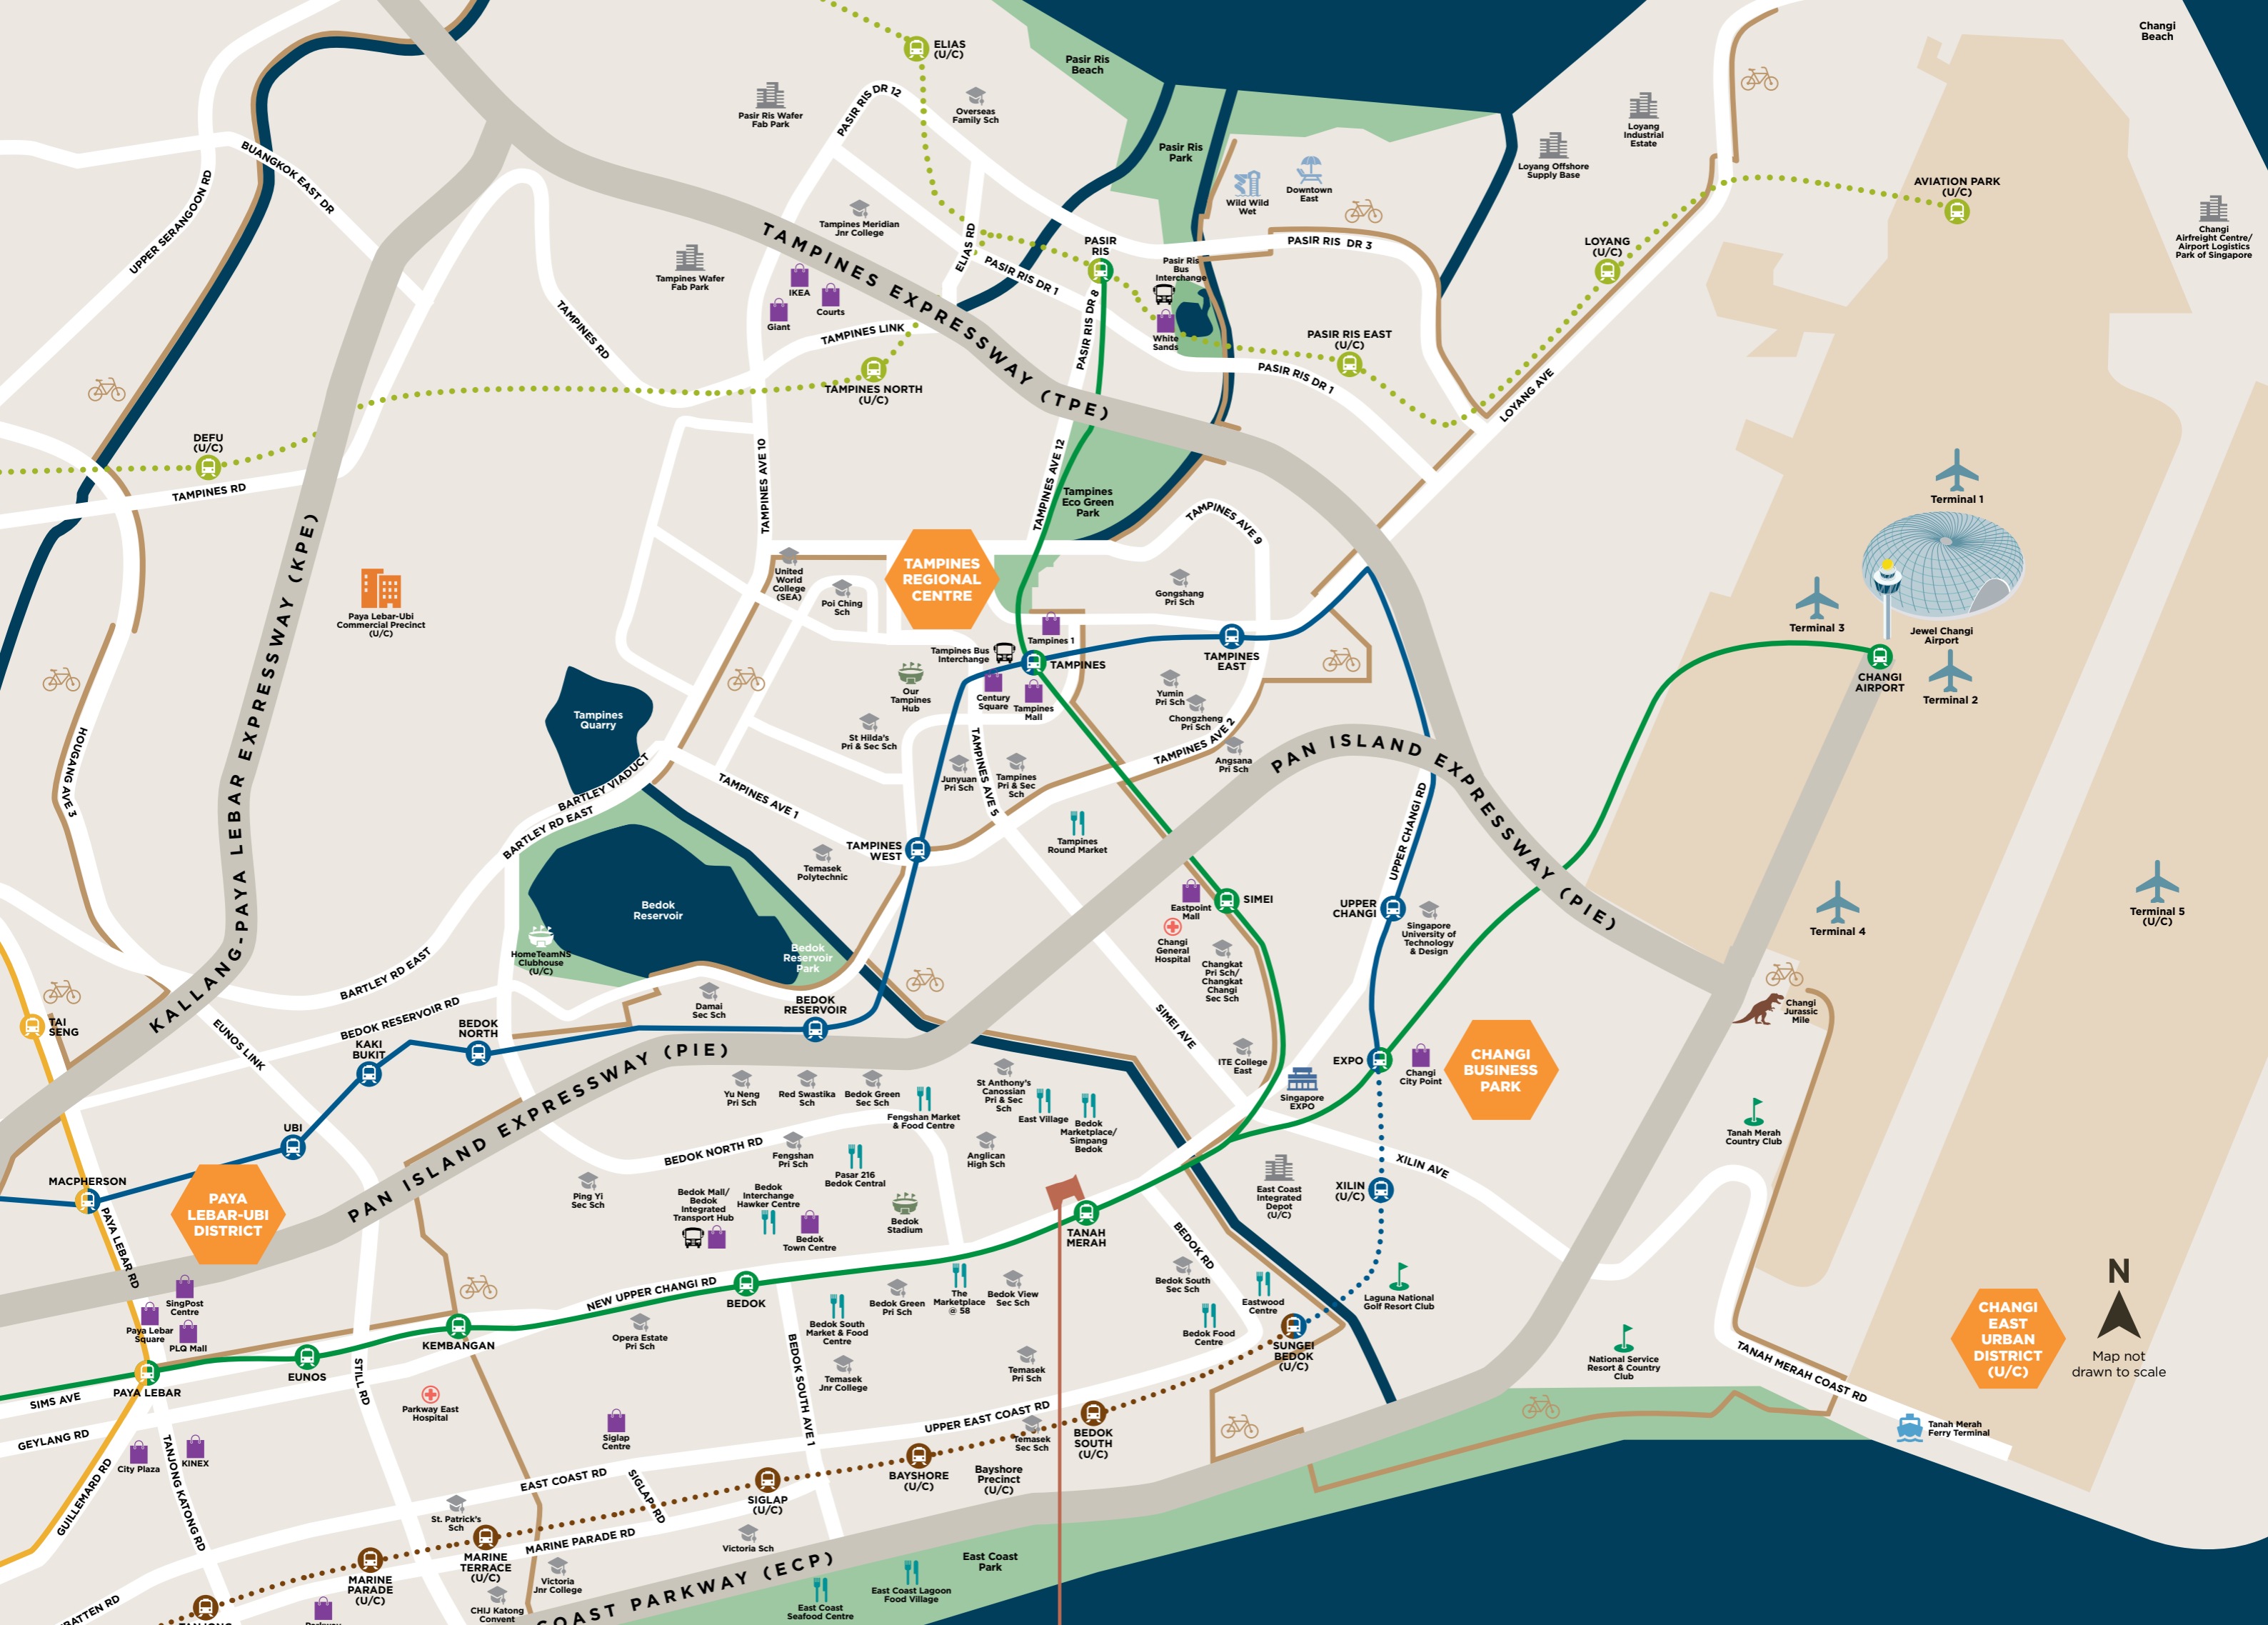 ELIAS
(U/C)
Pasir Ris
Beach
Changi
Beach
Pasir Ris Wafer
Fab Park
PASIR RIS DR 12
Overseas
Family Sch
Loyang
Industrial
Estate
Loyang Offshore
Supply Base
Pasir Ris
Park
Wild Wild
Wet
Downtown
East
AVIATION PARK
(U/C)
BUANGKOK EAST DR
UPPER SERANGOON RD
Tampines Meridian
Jnr College
ELIAS RD
PASIR
RIS
PASIR RIS DR 3
LOYANG
(U/C)
Changi
Airfreight Centre/
Airport Logistics
Park of Singapore
Tampines Wafer
Fab Park
IKEA
Courts
Giant
TAMPINES EXPRESSWAY (TPE)
PASIR RIS DR 1
Pasir Ris
Bus
Interchange
White
Sands
TAMPINES RD
TAMPINES LINK
PASIR RIS DR 8
PASIR RIS EAST
(U/C)
PASIR RIS DR 1
LOYANG AVE
TAMPINES NORTH
(U/C)
DEFU
(U/C)
TAMPINES RD
TAMPINES AVE 10
TAMPINES AVE 12
Tampines
Eco Green
Park
TAMPINES AVE 9
Terminal 1
KALLANG-PAYA LEBAR EXPRESSWAY (KPE)
Paya Lebar-Ubi
Commercial Precinct
(U/C)
United
World
College
(SEA)
Poi Ching
Sch
TAMPINES
REGIONAL
CENTRE
Gongshang
Pri Sch
Terminal 3
Jewel Changi
Airport
Tampines 1
Tampines Bus
Interchange
TAMPINES
TAMPINES
EAST
CHANGI
AIRPORT
Terminal 2
Our
Tampines
Hub
Century
Square
Tampines
Mall
Yumin
Pri Sch
Chongzheng
Pri Sch
Tampines
Quarry
St Hilda's
Pri & Sec Sch
TAMPINES AVE 5
TAMPINES AVE 2
Angsana
Pri Sch
PAN ISLAND EXPRESSWAY (PIE)
HOUGANG AVE 3
BARTLEY VIADUCT
BARTLEY RD EAST
TAMPINES AVE 1
Junyuan
Pri Sch
Tampines
Pri & Sec
Sch
UPPER CHANGI RD
TAMPINES
WEST
Tampines
Round Market
Temasek
Polytechnic
Bedok
Reservoir
Eastpoint
Mall
SIMEI
UPPER
CHANGI
Singapore
University of
Technology
& Design
Terminal 4
Terminal 5
(U/C)
HomeTeamNS
Clubhouse
(U/C)
Bedok
Reservoir
Park
Changi
General
Hospital
Changkat
Pri Sch/
Changkat
Changi
Sec Sch
BARTLEY RD EAST
TAI
SENG
EUNOS LINK
BEDOK RESERVOIR RD
BEDOK
NORTH
KAKI
BUKIT
Damai
Sec Sch
BEDOK
RESERVOIR
SIMEI AVE
Changi
Jurassic
Mile
PAN ISLAND EXPRESSWAY (PIE)
ITE College
East
Singapore
EXPO
EXPO
Changi
City Point
CHANGI
BUSINESS
PARK
Yu Neng
Pri Sch
Red Swastika
Sch
Bedok Green
Sec Sch
Fengshan Market
& Food Centre
St Anthony's
Canossian
Pri & Sec
Sch
East Village
Bedok
Marketplace/
Simpang
Bedok
Tanah Merah
Country Club
UBI
BEDOK NORTH RD
Fengshan
Pri Sch
Pasar 216
Bedok Central
Anglican
High Sch
XILIN AVE
MACPHERSON
PAYA
LEBAR-UBI
DISTRICT
PAYA LEBAR RD
Ping Yi
Sec Sch
Bedok Mall/
Bedok
Integrated
Transport Hub
Bedok
Interchange
Hawker Centre
Bedok
Town Centre
Bedok
Stadium
TANAH
MERAH
East Coast
Integrated
Depot
(U/C)
XILIN
(U/C)
BEDOK RD
SingPost
Centre
Paya Lebar
Square
PLQ Mall
NEW UPPER CHANGI RD
BEDOK
Bedok South
Market & Food
Centre
Bedok Green
Pri Sch
The
Marketplace
@ 58
Bedok View
Sec Sch
Bedok South
Sec Sch
Eastwood
Centre
Bedok Food
Centre
Laguna National
Golf Resort Club
N
Map not
drawn to scale
CHANGI
EAST
URBAN
DISTRICT
(U/C)
KEMBANGAN
Opera Estate
Pri Sch
SUNGEI
BEDOK
(U/C)
National Service
Resort & Country
Club
TANAH MERAH COAST RD
PAYA LEBAR
EUNOS
SIMS AVE
STILL RD
Parkway East
Hospital
Temasek
Jnr College
Temasek
Pri Sch
BEDOK SOUTH AVE 1
UPPER EAST COAST RD
Temasek
Sec Sch
BEDOK
SOUTH
(U/C)
GEYLANG RD
City Plaza
KINEX
TANJONG KATONG RD
GUILLEMARD RD
Siglap
Centre
Tanah Merah
Ferry Terminal
EAST COAST RD
SIGLAP RD
SIGLAP
(U/C)
BAYSHORE
(U/C)
Bayshore
Precinct
(U/C)
St. Patrick's
Sch
MARINE
TERRACE
(U/C)
MARINE PARADE RD
Victoria Sch
MARINE
PARADE
(U/C)
Victoria
Jnr College
CHIJ Katong
Convent
COAST PARKWAY (ECP)
East Coast
Park
East Coast
Seafood Centre
East Coast Lagoon
Food Village